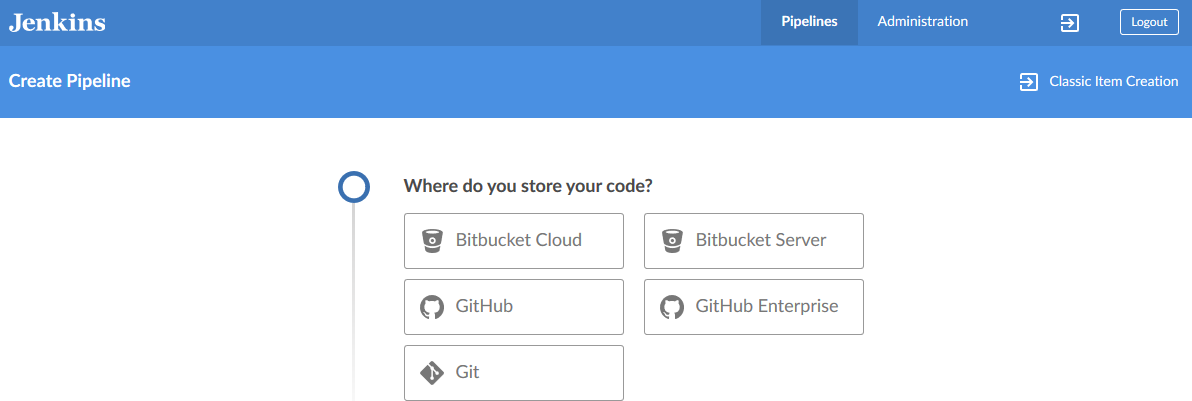 Jenkins
Pipelines
Administration
Logout
Create Pipeline
Classic Item Creation
Where do you store your code?
Bitbucket Cloud
Bitbucket Server
GitHub
GitHub Enterprise
Git